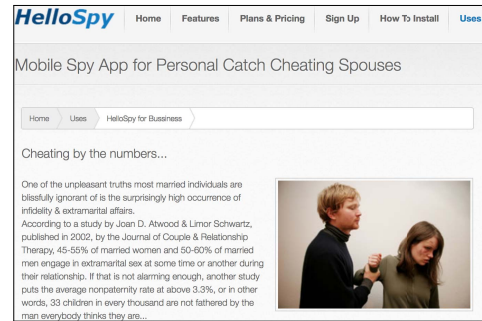 HelloSpy
Home Features Plans & Pricing Sign Up How To Install Uses
Mobile Spy App for Personal Catch Cheating Spouses
Home Uses HelloSpy for Bussiness
Cheating by the numbers...
One of the unpleasant truths most married individuals are
blissfully ignorant of is the surprisingly high occurrence of
infidelity & extramarital affairs.
According to a study by Joan D. Atwood & Limor Schwartz,
published in 2002, by the Journal of Couple & Relationship
Therapy, 45-55% of married women and 50-60% of married
men engage in extramarital sex at some time or another during
their relationship. If that is not alarming enough, another study
puts the average nonpaternity rate at above 3.3%, or in other
words, 33 children in every thousand are not fathered by the
man everybody thinks they are...